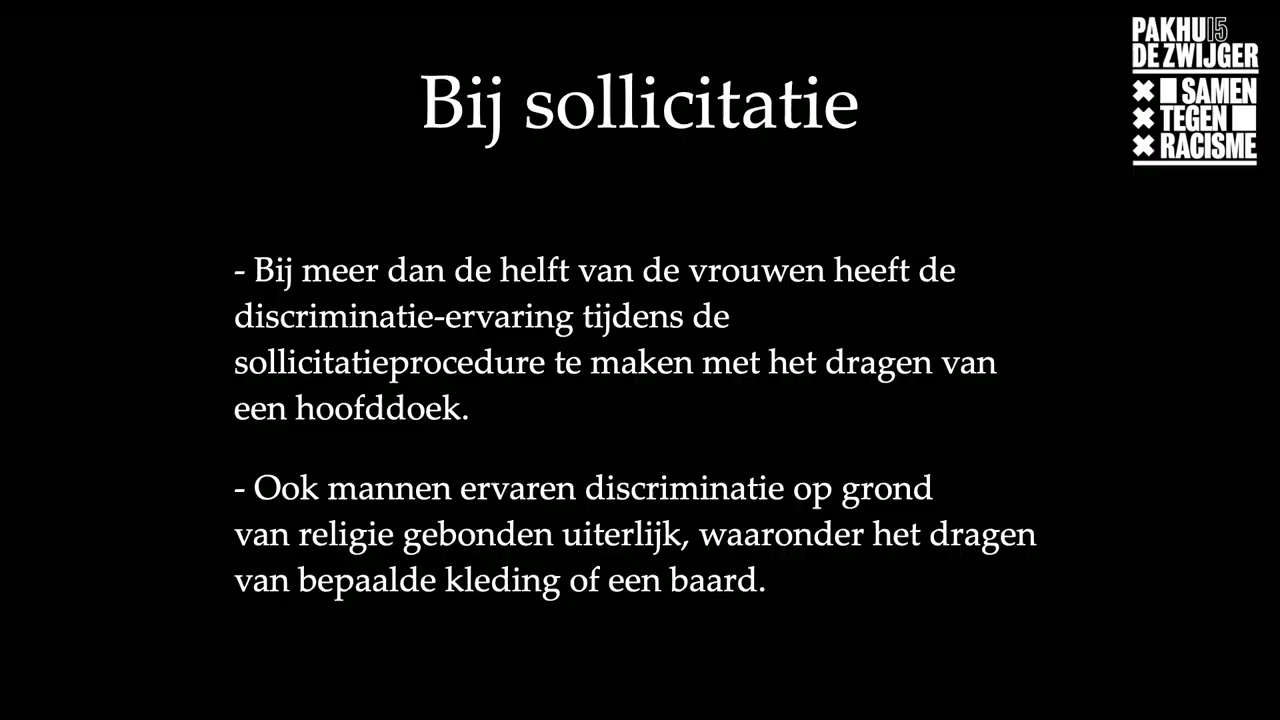 PAKHU15
DE ZWIJGER
SAMEN
TEGEN
RACISME
Bij sollicitatie
- Bij meer dan de helft van de vrouwen heeft de
discriminatie-ervaring tijdens de
sollicitatieprocedure te maken met het dragen van
een hoofddoek.
- Ook mannen ervaren discriminatie op grond
van religie gebonden uiterlijk, waaronder het dragen
van bepaalde kleding of een baard.